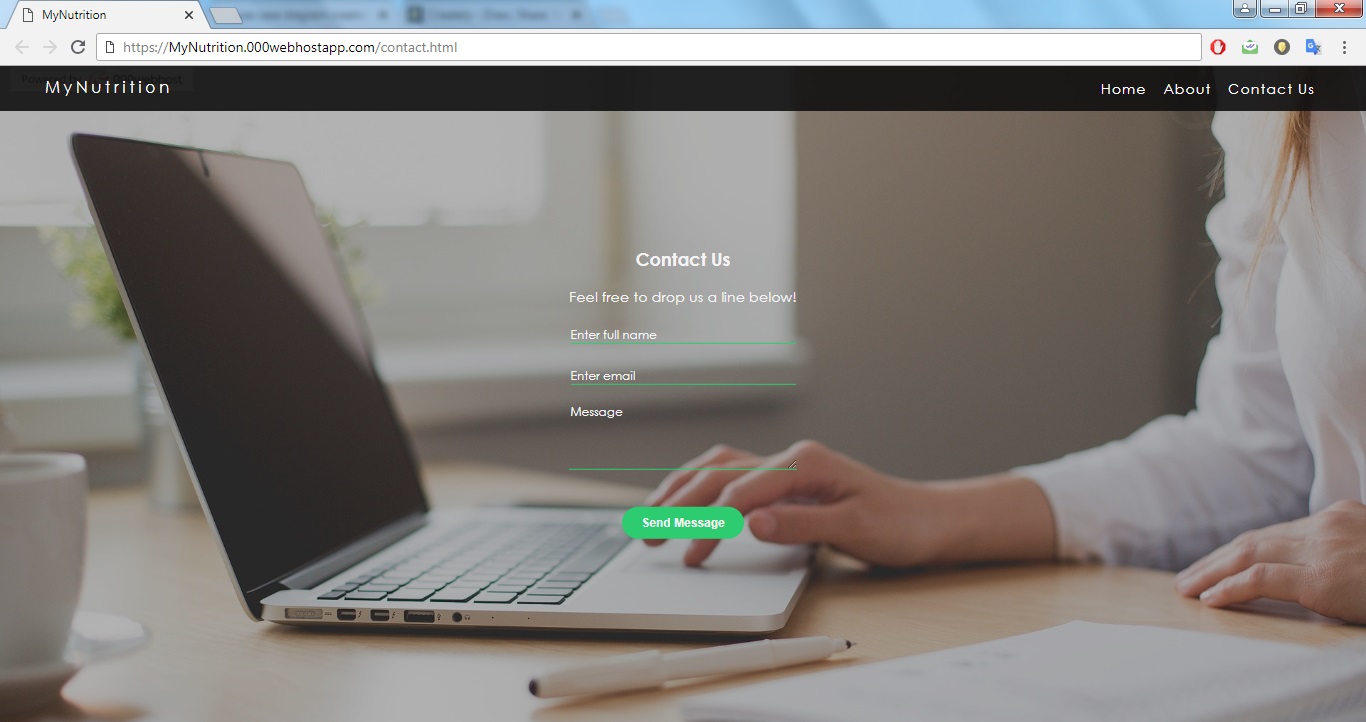 MyNutrition
https://MyNutrition.000webhostapp.com/contact.html
MyNutrition
Home About Contact Us
Contact Us
Feel free to drop us a line below!
Enter full name
Enter email
Message
Send Message